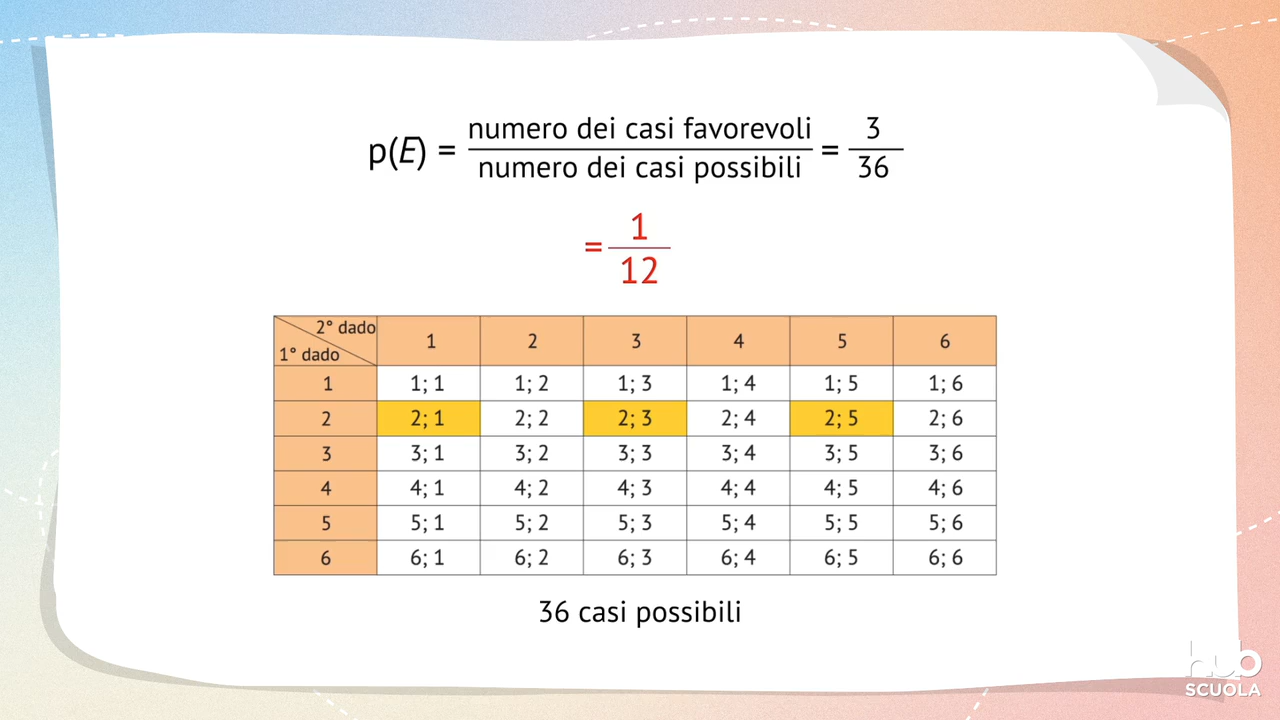 p(E) = numero dei casi favorevoli / numero dei casi possibili = 3 / 36
= 1 / 12
2° dado 1 2 3 4 5 6
1° dado
1 1; 1 1; 2 1; 3 1; 4 1; 5 1; 6
2 2; 1 2; 2 2; 3 2; 4 2; 5 2; 6
3 3; 1 3; 2 3; 3 3; 4 3; 5 3; 6
4 4; 1 4; 2 4; 3 4; 4 4; 5 4; 6
5 5; 1 5; 2 5; 3 5; 4 5; 5 5; 6
6 6; 1 6; 2 6; 3 6; 4 6; 5 6; 6
36 casi possibili
hub
SCUOLA